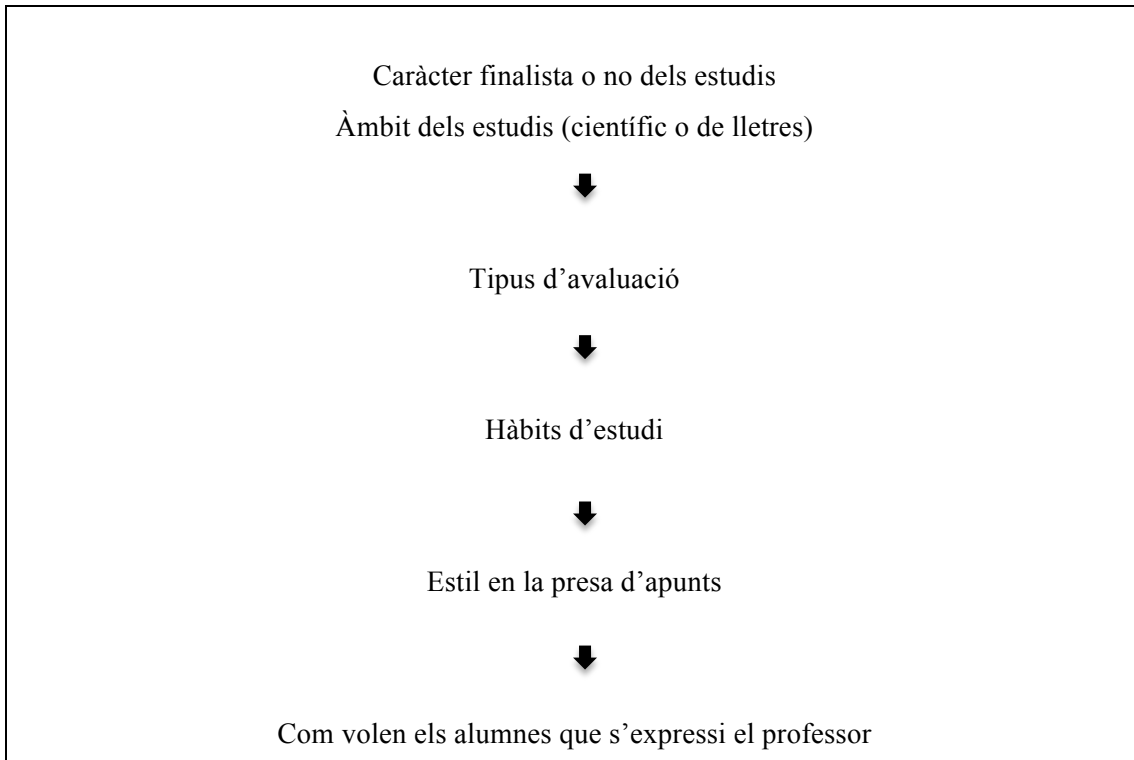 Caràcter finalista o no dels estudis
Àmbit dels estudis (científic o de lletres)
Tipus d’avaluació
Hàbits d’estudi
Estil en la presa d’apunts
Com volen els alumnes que s’expressi el professor